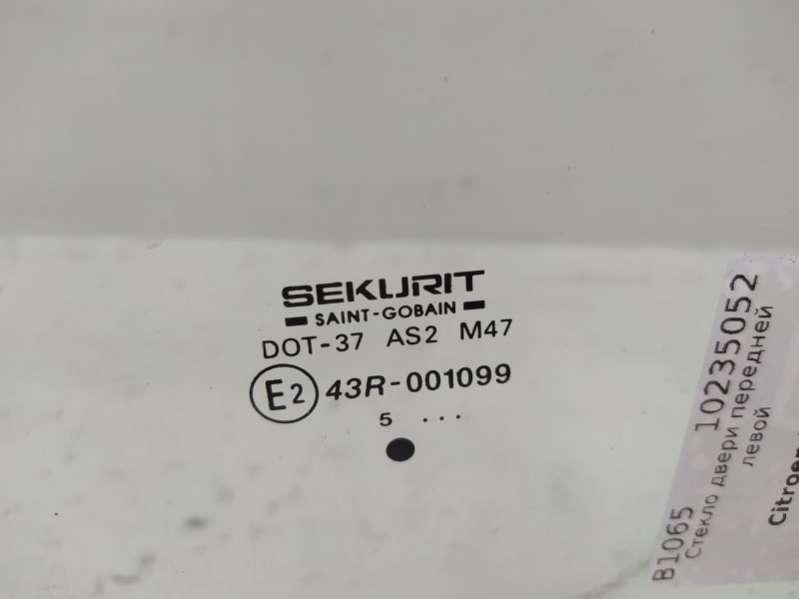 SEKURIT
SAINT-GOBAIN
DOT-37 AS2 M47
E2 43R-001099
5 ...
B1065 10235052
Стекло двери передней
левой